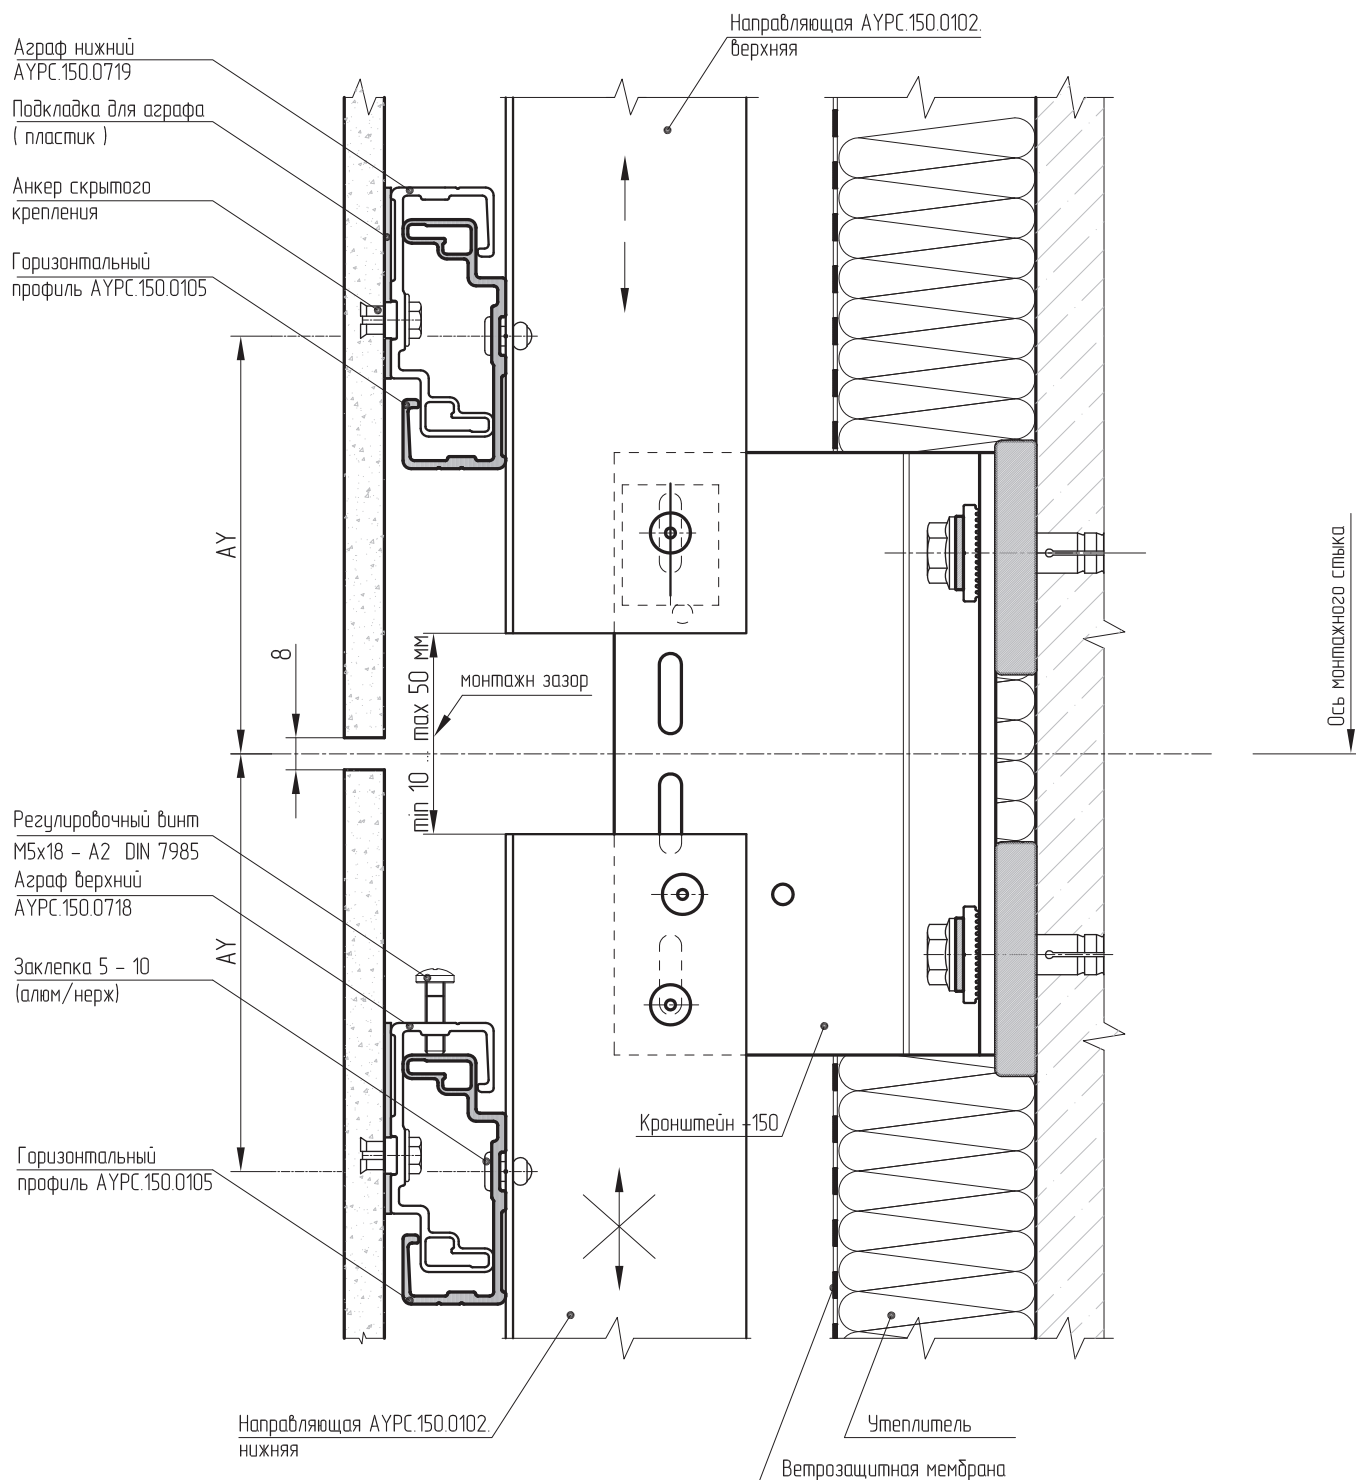 Направляющая AYPC.150.0102.
верхняя
Аграф нижний
AYPC.150.0719
Подкладка для аграфа
( пластик )
Анкер скрытого
крепления
Горизонтальный
профиль AYPC.150.0105
AY
8
min 10 ... max 50 мм
монтажн зазор
Ось монтажного стыка
Регулировочный винт
М5х18 - А2 DIN 7985
Аграф верхний
AYPC.150.0718
AY
Заклепка 5 - 10
(алюм/нерж)
Кронштейн -150
Горизонтальный
профиль AYPC.150.0105
Направляющая AYPC.150.0102.
нижняя
Утеплитель
Ветрозащитная мембрана